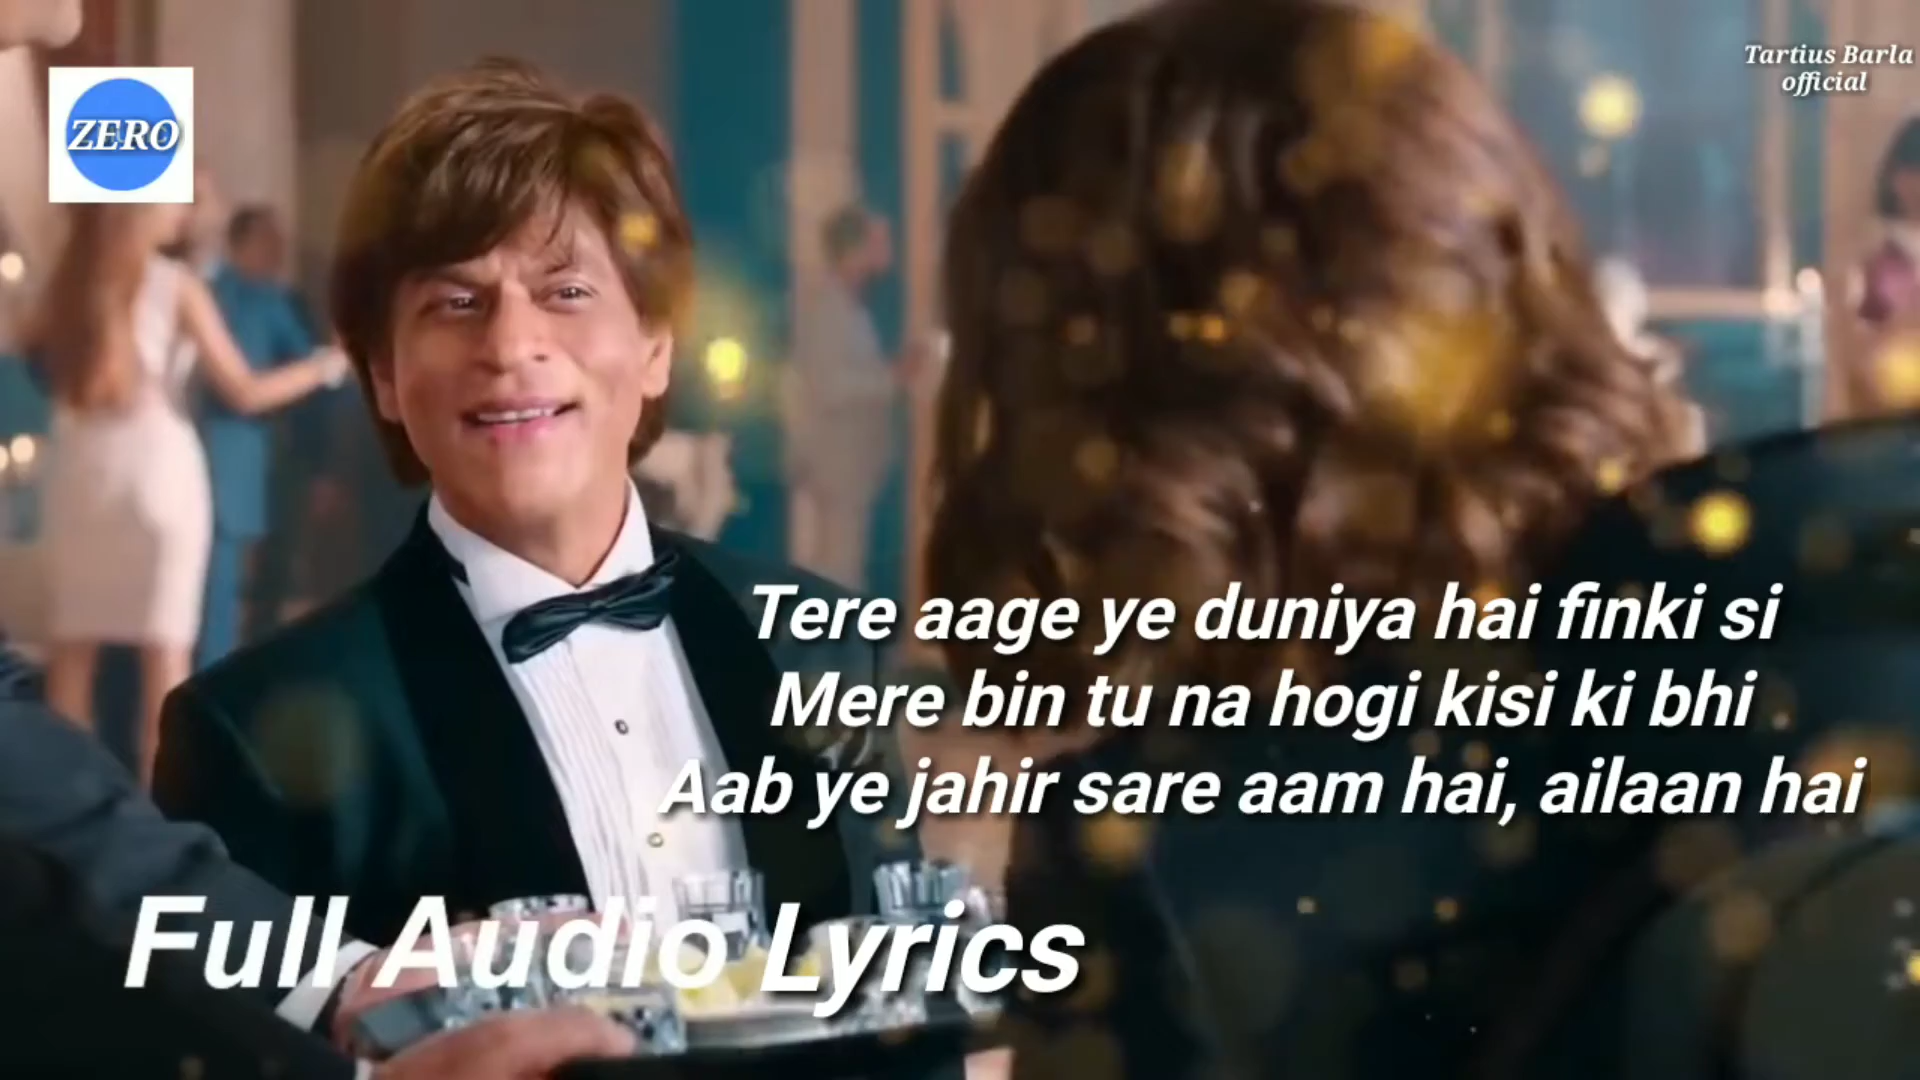 ZERO
Tartius Barla
official
Tere aage ye duniya hai finki si
Mere bin tu na hogi kisi ki bhi
Aab ye jahir sare aam hai, ailaan hai
Full Audio Lyrics